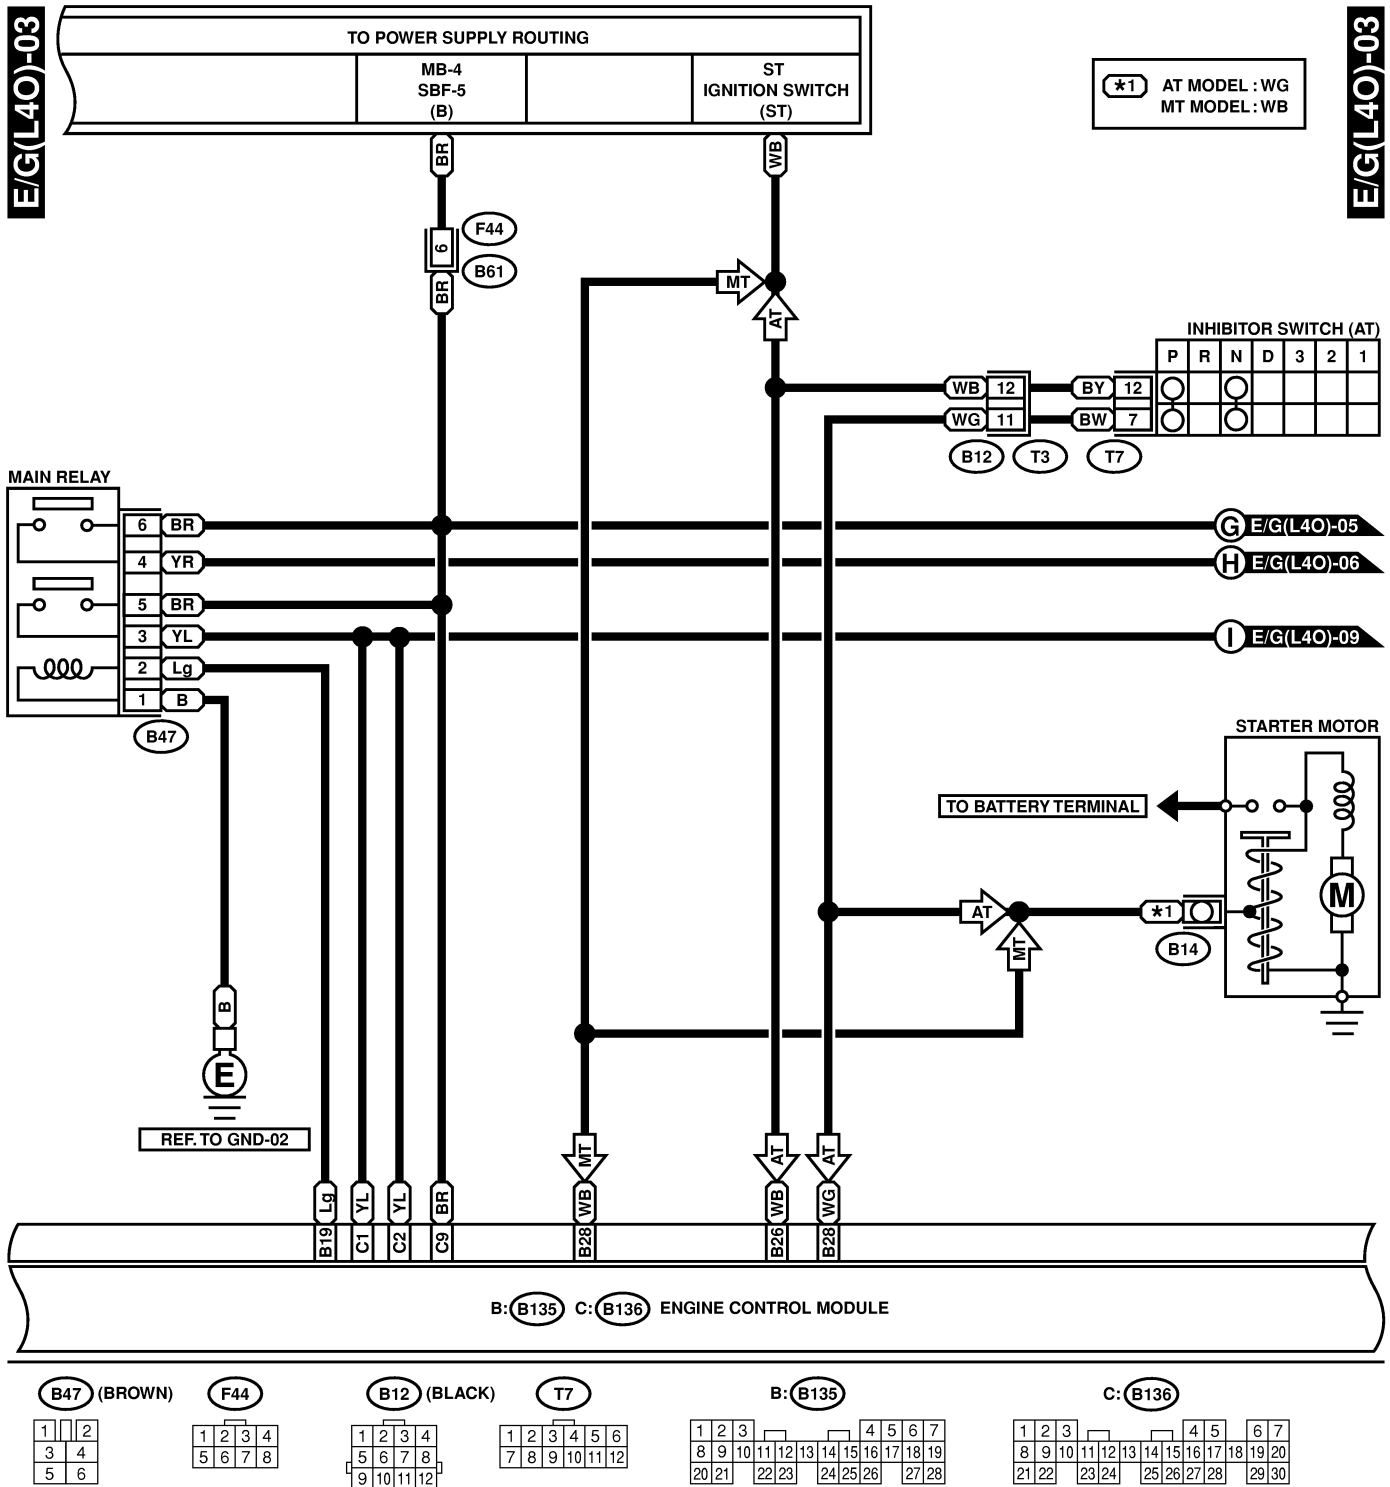 E/G(L4O)-03
E/G(L4O)-03
TO POWER SUPPLY ROUTING
MB-4
SBF-5
(B)
ST
IGNITION SWITCH
(ST)
*1 AT MODEL : WG
MT MODEL : WB
BR
WB
F44
6
B61
BR
MT
AT
INHIBITOR SWITCH (AT)
P R N D 3 2 1
WB 12 BY 12
WG 11 BW 7
B12 T3 T7
MAIN RELAY
6 BR
G E/G(L4O)-05
4 YR
H E/G(L4O)-06
5 BR
3 YL
I E/G(L4O)-09
2 Lg
1 B
B47
STARTER MOTOR
TO BATTERY TERMINAL
M
AT
*1
MT
B14
B
E
REF. TO GND-02
MT AT AT
Lg YL YL BR WB WB WG
B19 C1 C2 C9 B28 B26 B28
B: B135 C: B136 ENGINE CONTROL MODULE
B47 (BROWN)
1 2
3 4
5 6
F44
1 2 3 4
5 6 7 8
B12 (BLACK)
1 2 3 4
5 6 7 8
9 10 11 12
T7
1 2 3 4 5 6
7 8 9 10 11 12
B: B135
1 2 3 4 5 6 7
8 9 10 11 12 13 14 15 16 17 18 19
20 21 22 23 24 25 26 27 28
C: B136
1 2 3 4 5 6 7
8 9 10 11 12 13 14 15 16 17 18 19 20
21 22 23 24 25 26 27 28 29 30